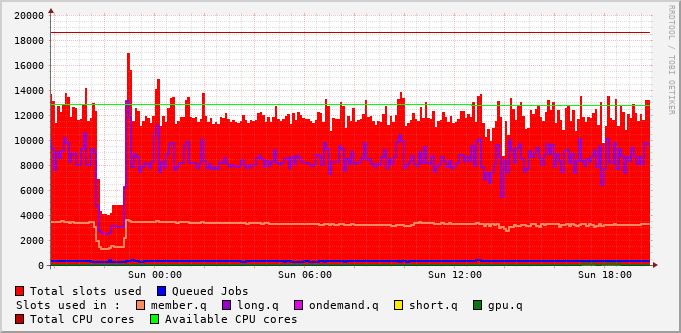 20000
18000
16000
14000
12000
10000
8000
6000
4000
2000
0
Sun 00:00 Sun 06:00 Sun 12:00 Sun 18:00
RRDTOOL / TOBI OETIKER
Total slots used Queued Jobs
Slots used in : member.q long.q ondemand.q short.q gpu.q
Total CPU cores Available CPU cores